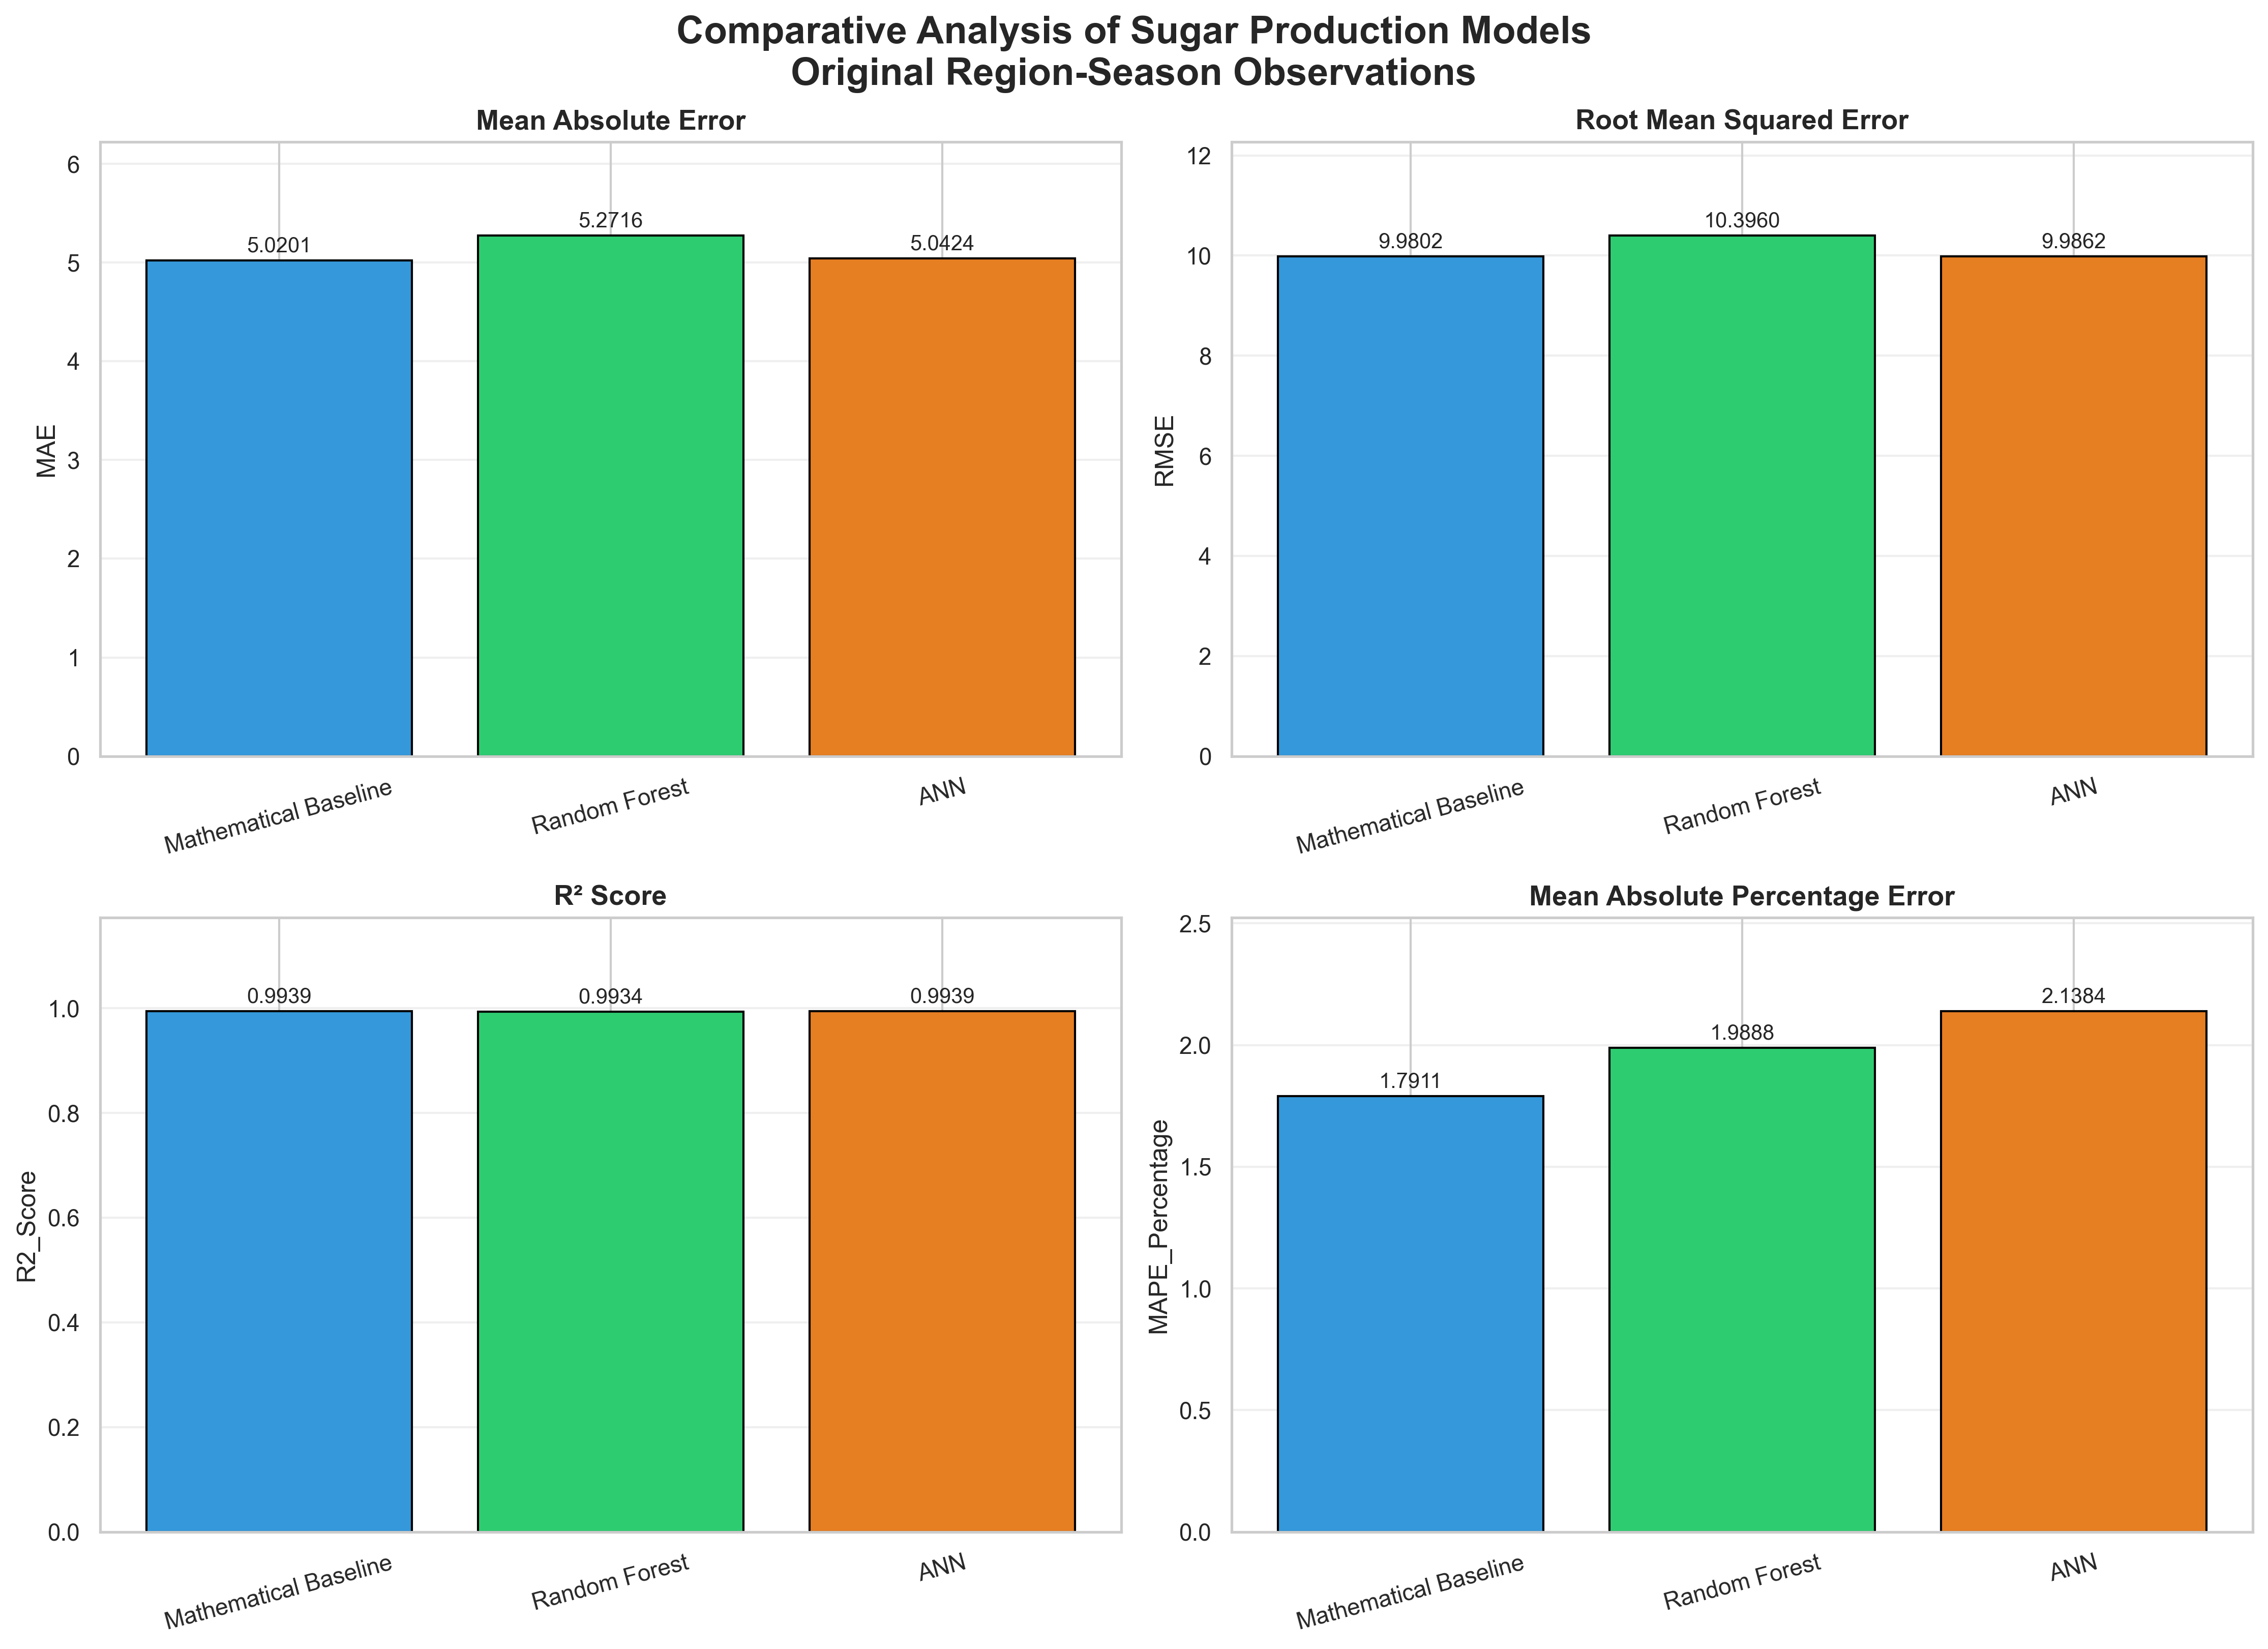 Comparative Analysis of Sugar Production Models
Original Region-Season Observations
Mean Absolute Error
MAE
6
5
4
3
2
1
0
5.0201
5.2716
5.0424
Mathematical Baseline
Random Forest
ANN
Root Mean Squared Error
RMSE
12
10
8
6
4
2
0
9.9802
10.3960
9.9862
Mathematical Baseline
Random Forest
ANN
R² Score
R2_Score
1.0
0.8
0.6
0.4
0.2
0.0
0.9939
0.9934
0.9939
Mathematical Baseline
Random Forest
ANN
Mean Absolute Percentage Error
MAPE_Percentage
2.5
2.0
1.5
1.0
0.5
0.0
1.7911
1.9888
2.1384
Mathematical Baseline
Random Forest
ANN